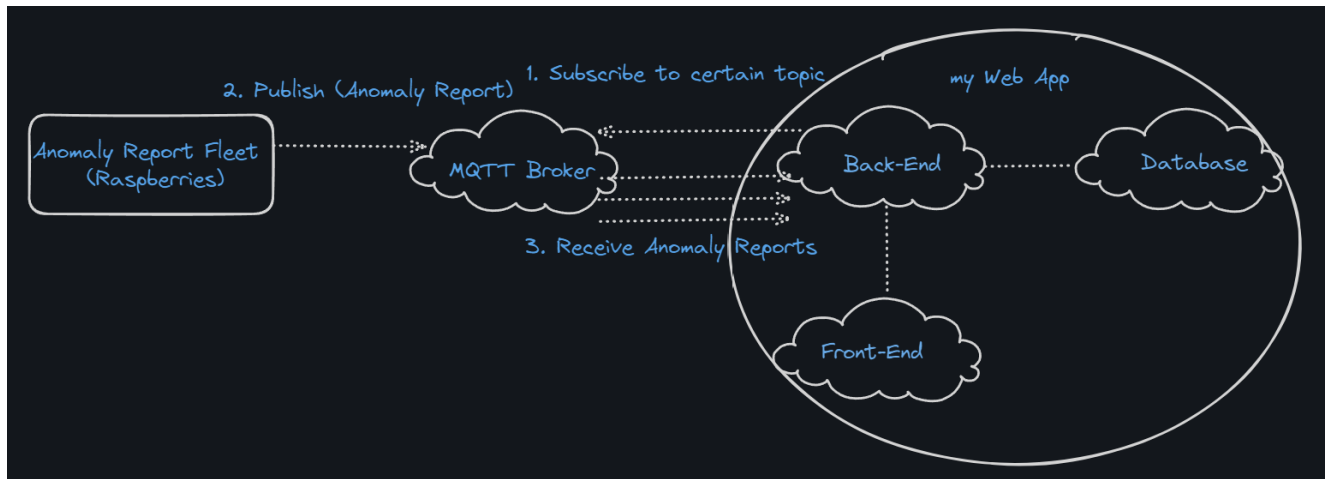 1. Subscribe to certain topic
my Web App
2. Publish (Anomaly Report)
Anomaly Report Fleet
(Raspberries)
MQTT Broker
Back-End
Database
3. Receive Anomaly Reports
Front-End